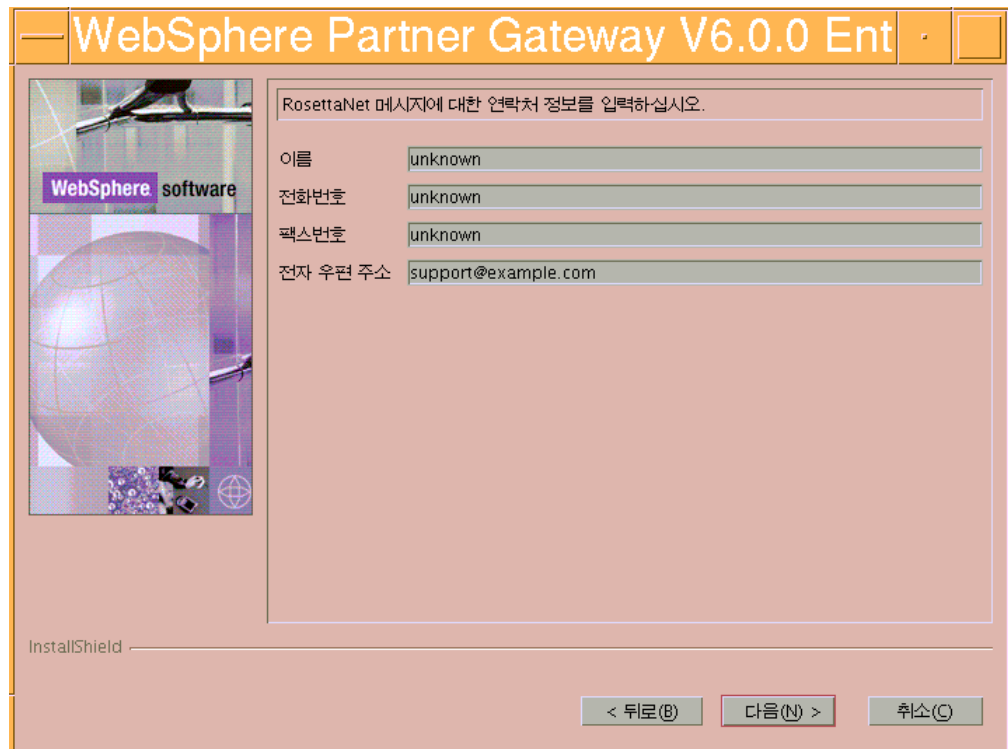 WebSphere Partner Gateway V6.0.0 Ent
RosettaNet 메시지에 대한 연락처 정보를 입력하십시오.
WebSphere software
이름 unknown
전화번호 unknown
팩스번호 unknown
전자 우편 주소 support@example.com
InstallShield
< 뒤로(B) 다음(N) > 취소(C)